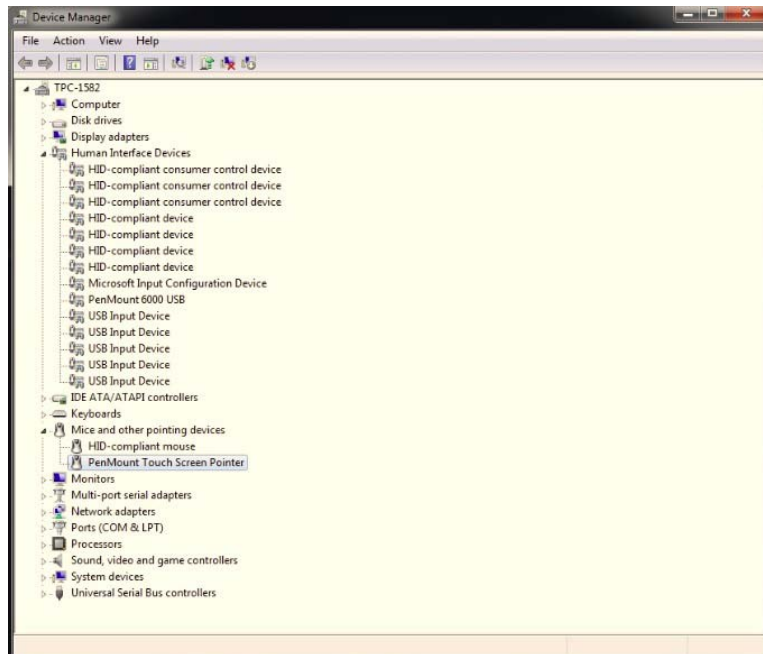 Device Manager
File Action View Help
TPC-1582
Computer
Disk drives
Display adapters
Human Interface Devices
HID-compliant consumer control device
HID-compliant consumer control device
HID-compliant consumer control device
HID-compliant device
HID-compliant device
HID-compliant device
HID-compliant device
Microsoft Input Configuration Device
PenMount 6000 USB
USB Input Device
USB Input Device
USB Input Device
USB Input Device
USB Input Device
IDE ATA/ATAPI controllers
Keyboards
Mice and other pointing devices
HID-compliant mouse
PenMount Touch Screen Pointer
Monitors
Multi-port serial adapters
Network adapters
Ports (COM & LPT)
Processors
Sound, video and game controllers
System devices
Universal Serial Bus controllers